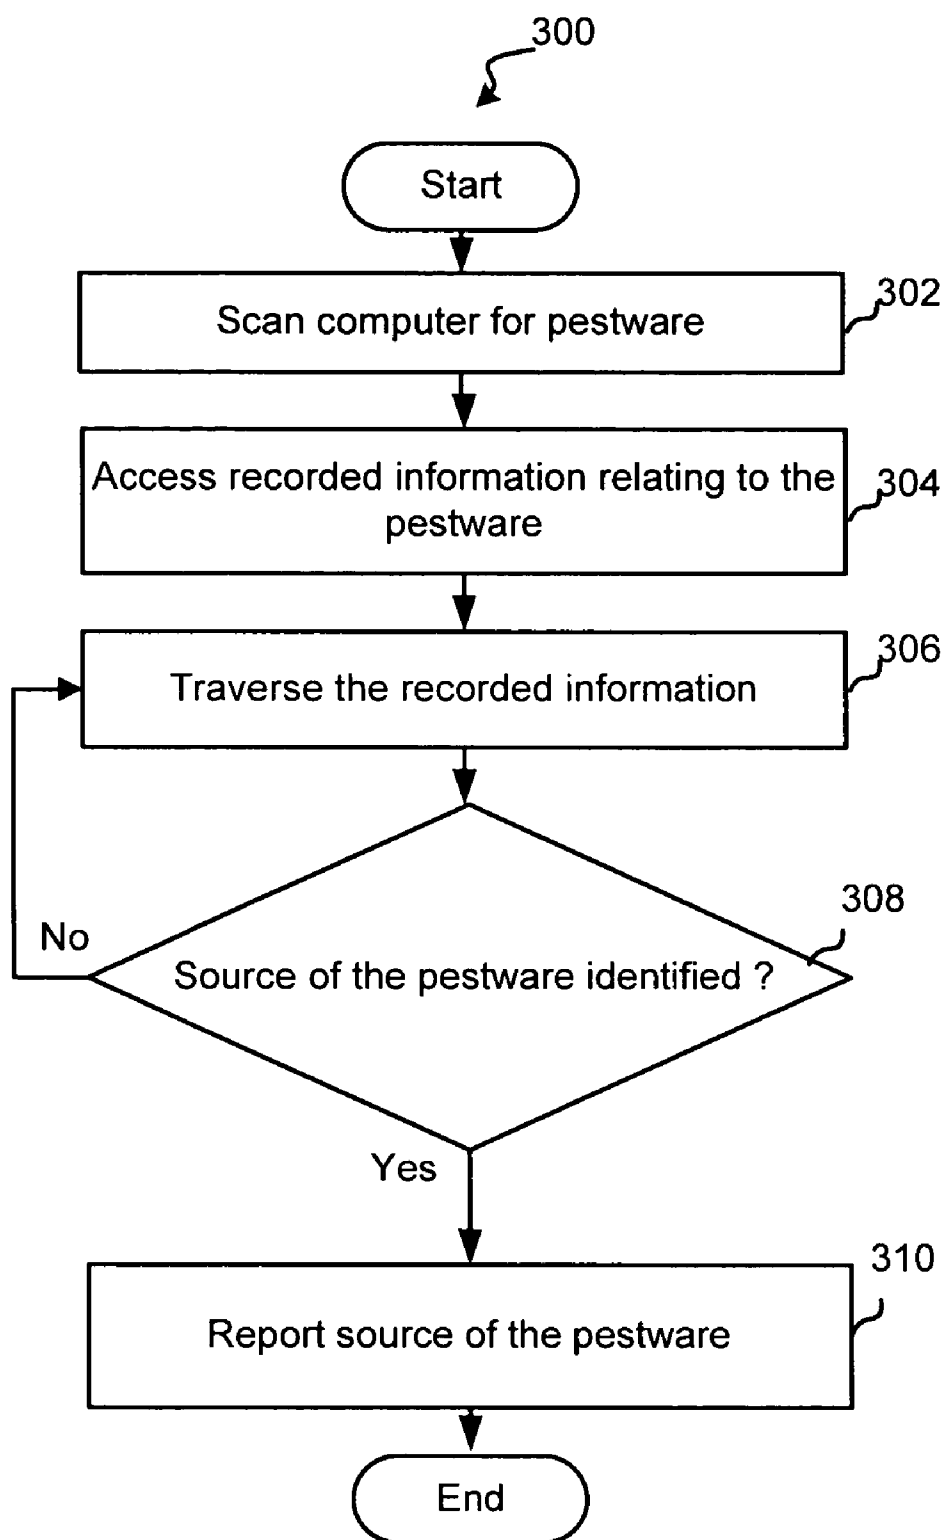 300
Start
Scan computer for pestware
302
Access recorded information relating to the
pestware
304
Traverse the recorded information
306
Source of the pestware identified ?
308
No
Yes
Report source of the pestware
310
End